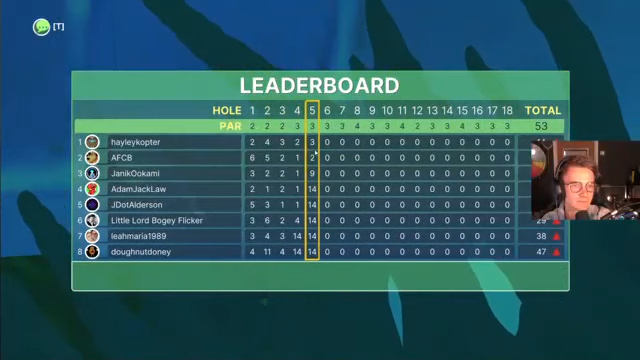 [T]
LEADERBOARD
HOLE 1 2 3 4 5 6 7 8 9 10 11 12 13 14 15 16 17 18 TOTAL
PAR 2 2 2 3 3 3 3 4 3 3 4 2 3 3 4 3 3 3 53
1 hayleykopter 2 4 3 2 3 0 0 0 0 0 0 0 0 0 0 0 0 0
2 AFCB 6 5 2 1 2 0 0 0 0 0 0 0 0 0 0 0 0 0
3 JanikOokami 3 2 2 1 9 0 0 0 0 0 0 0 0 0 0 0 0 0
4 AdamJackLaw 2 1 2 1 14 0 0 0 0 0 0 0 0 0 0 0 0 0
5 JDotAlderson 5 3 1 1 14 0 0 0 0 0 0 0 0 0 0 0 0 0
6 Little Lord Bogey Flicker 3 6 2 4 14 0 0 0 0 0 0 0 0 0 0 0 0 0 29
7 leahmaria1989 3 4 3 14 14 0 0 0 0 0 0 0 0 0 0 0 0 0 38
8 doughnutdoney 4 11 4 14 14 0 0 0 0 0 0 0 0 0 0 0 0 0 47